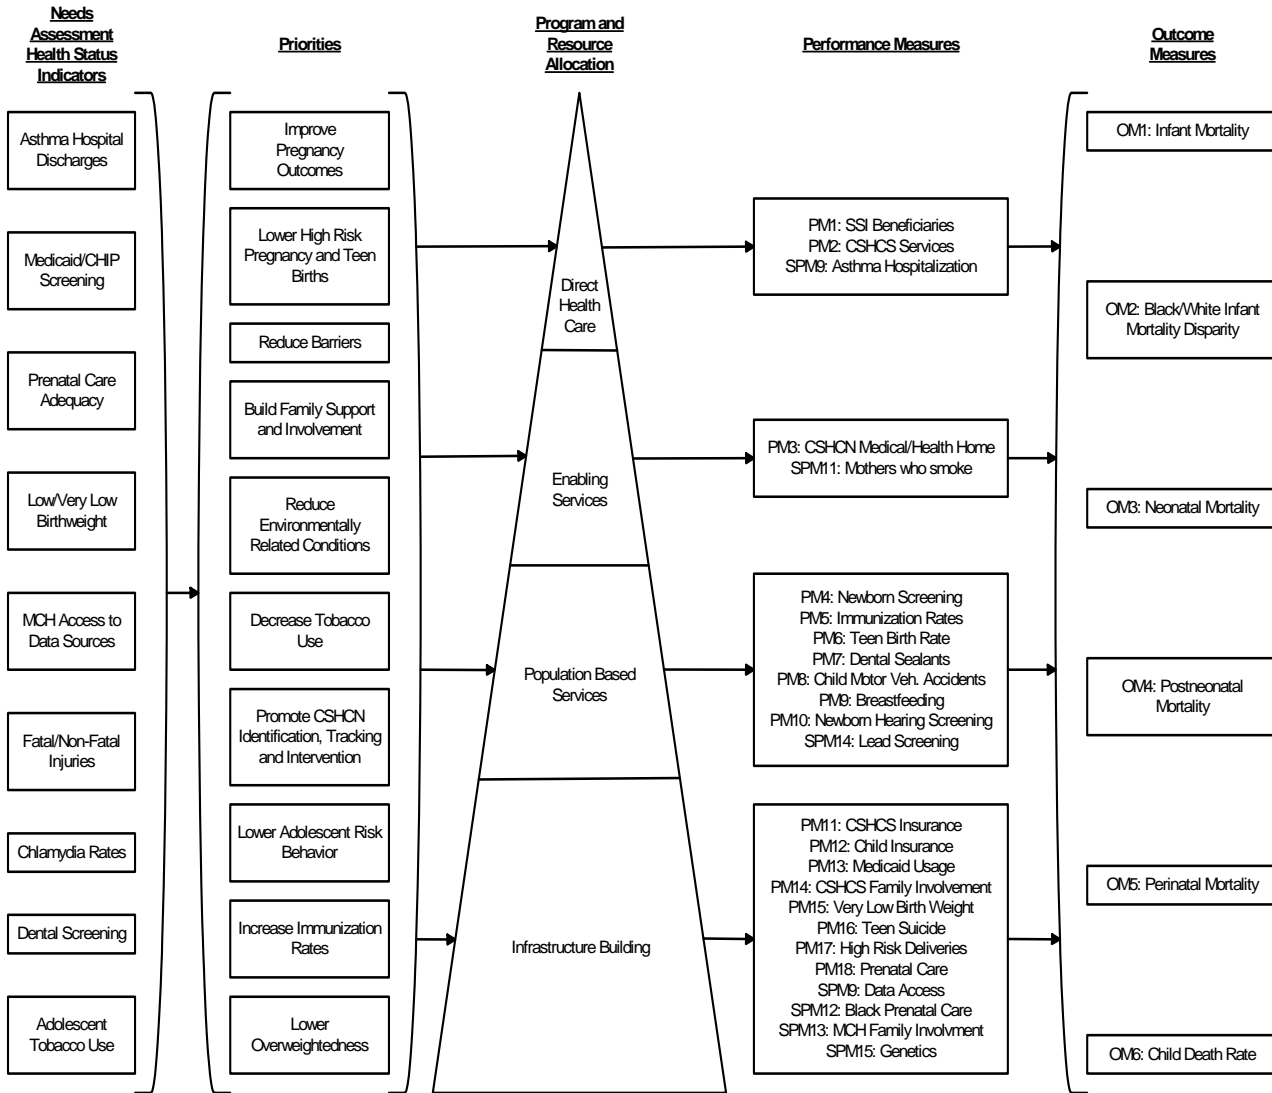 Needs
Assessment
Health Status
Indicators
Priorities
Program and
Resource
Allocation
Performance Measures
Outcome
Measures
Asthma Hospital
Discharges
Medicaid/CHIP
Screening
Prenatal Care
Adequacy
Low/Very Low
Birthweight
MCH Access to
Data Sources
Fatal/Non-Fatal
Injuries
Chlamydia Rates
Dental Screening
Adolescent
Tobacco Use
Improve
Pregnancy
Outcomes
Lower High Risk
Pregnancy and Teen
Births
Reduce Barriers
Build Family Support
and Involvement
Reduce
Environmentally
Related Conditions
Decrease Tobacco
Use
Promote CSHCN
Identification, Tracking
and Intervention
Lower Adolescent Risk
Behavior
Increase Immunization
Rates
Lower
Overweightedness
Direct
Health
Care
Enabling
Services
Population Based
Services
Infrastructure Building
PM1: SSI Beneficiaries
PM2: CSHCS Services
SPM9: Asthma Hospitalization
PM3: CSHCN Medical/Health Home
SPM11: Mothers who smoke
PM4: Newborn Screening
PM5: Immunization Rates
PM6: Teen Birth Rate
PM7: Dental Sealants
PM8: Child Motor Veh. Accidents
PM9: Breastfeeding
PM10: Newborn Hearing Screening
SPM14: Lead Screening
PM11: CSHCS Insurance
PM12: Child Insurance
PM13: Medicaid Usage
PM14: CSHCS Family Involvement
PM15: Very Low Birth Weight
PM16: Teen Suicide
PM17: High Risk Deliveries
PM18: Prenatal Care
SPM9: Data Access
SPM12: Black Prenatal Care
SPM13: MCH Family Involvment
SPM15: Genetics
OM1: Infant Mortality
OM2: Black/White Infant
Mortality Disparity
OM3: Neonatal Mortality
OM4: Postneonatal
Mortality
OM5: Perinatal Mortality
OM6: Child Death Rate